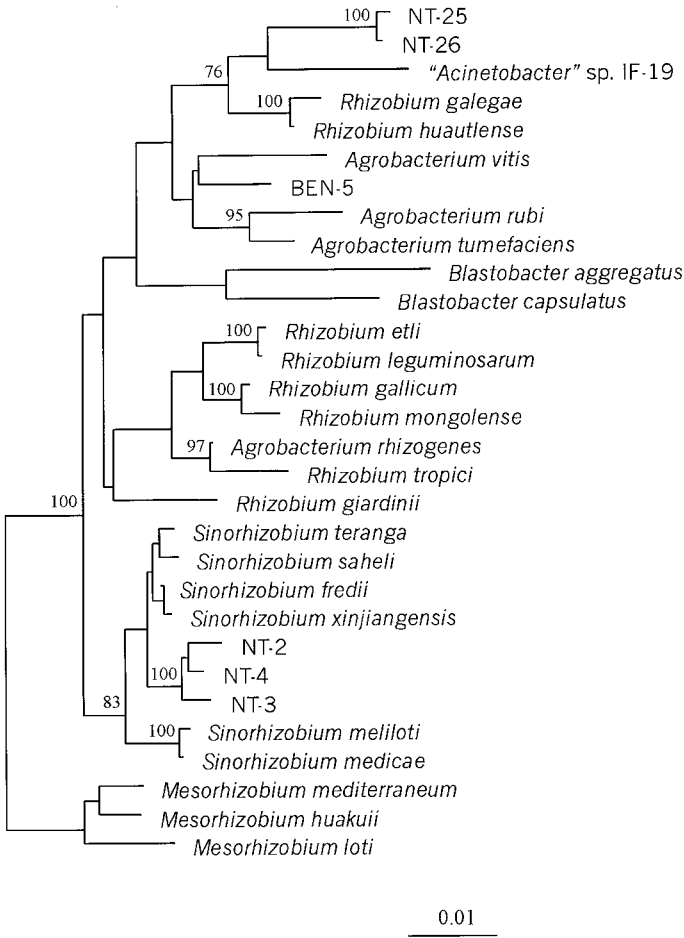 100 NT-25
NT-26
76 "Acinetobacter" sp. IF-19
100 Rhizobium galegae
Rhizobium huautlense
Agrobacterium vitis
BEN-5
95 Agrobacterium rubi
Agrobacterium tumefaciens
Blastobacter aggregatus
Blastobacter capsulatus
100 Rhizobium etli
Rhizobium leguminosarum
100 Rhizobium gallicum
Rhizobium mongolense
97 Agrobacterium rhizogenes
Rhizobium tropici
100 Rhizobium giardinii
Sinorhizobium teranga
Sinorhizobium saheli
Sinorhizobium fredii
Sinorhizobium xinjiangensis
NT-2
100 NT-4
83 NT-3
100 Sinorhizobium meliloti
Sinorhizobium medicae
Mesorhizobium mediterraneum
Mesorhizobium huakuii
Mesorhizobium loti
0.01